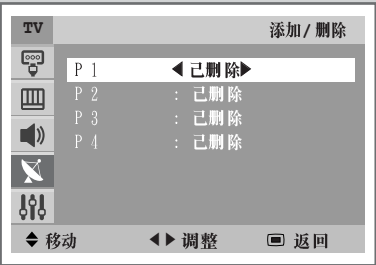 TV 添加/删除
P 1 ◀ 已删除▶
P 2 : 已删除
P 3 : 已删除
P 4 : 已删除
移动 调整 返回